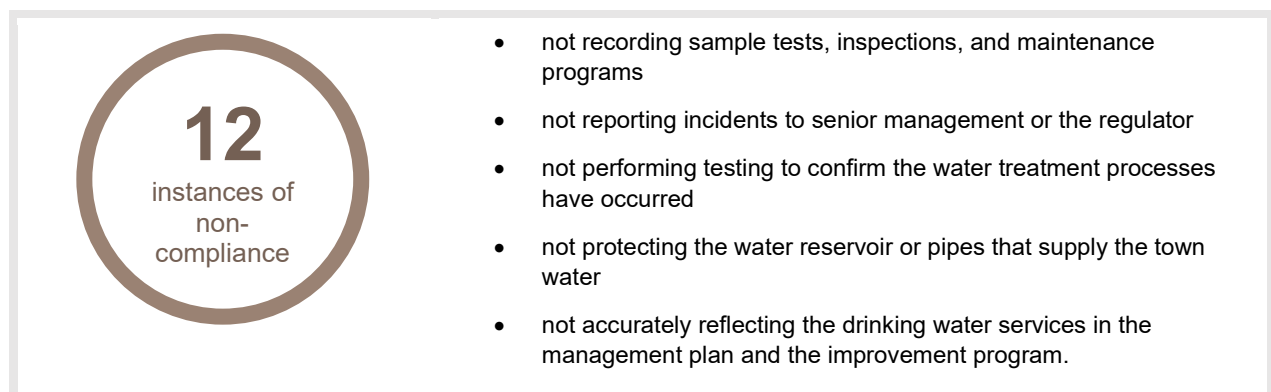 12
instances of
non-
compliance
• not recording sample tests, inspections, and maintenance
programs
• not reporting incidents to senior management or the regulator
• not performing testing to confirm the water treatment processes
have occurred
• not protecting the water reservoir or pipes that supply the town
water
• not accurately reflecting the drinking water services in the
management plan and the improvement program.